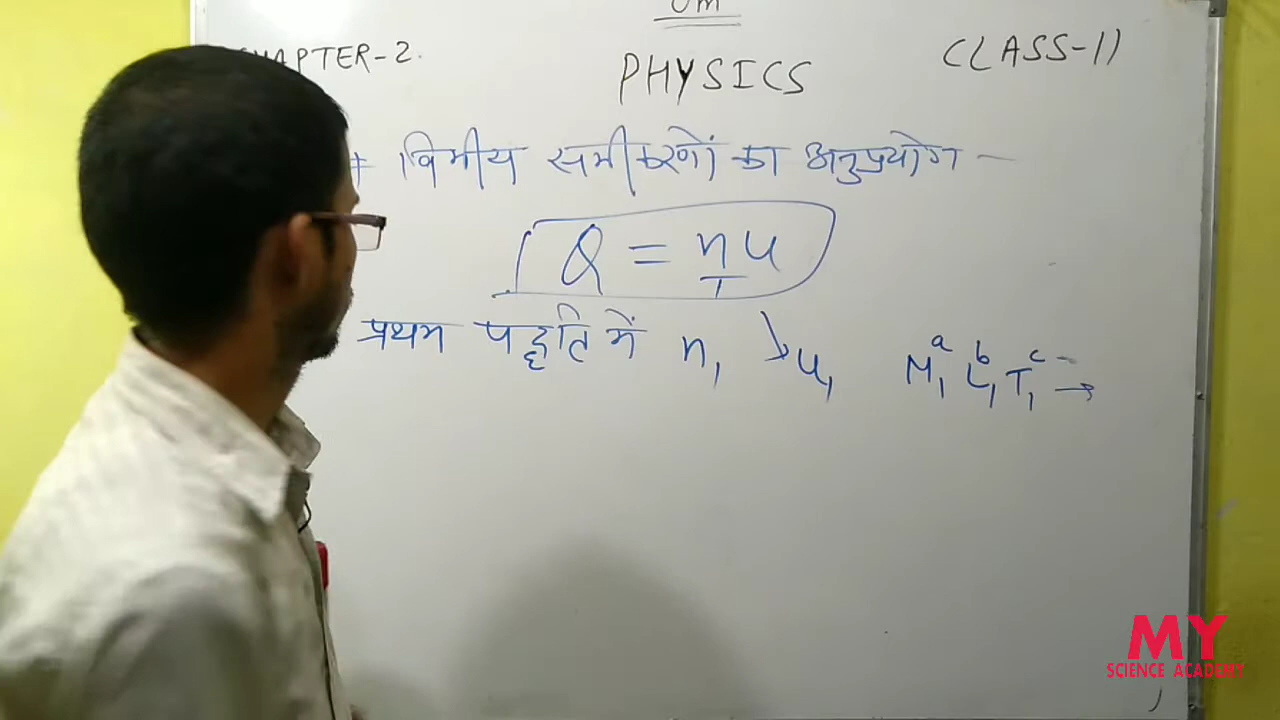 Om
CHAPTER-2.
PHYSICS
CLASS-11
विमीय समीकरणों का अनुप्रयोग -
Q = nu
प्रथम पद्धति में n₁ u₁ M₁ᵃ L₁ᵇ T₁ᶜ →
MY
SCIENCE ACADEMY